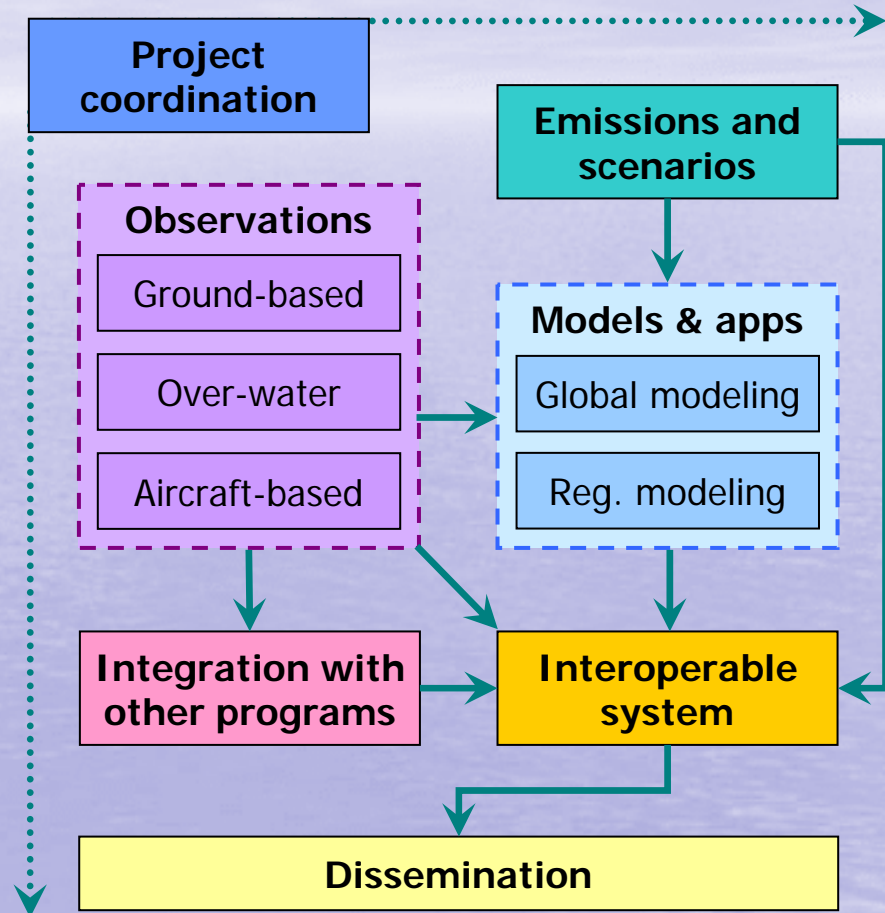 Project
coordination
Emissions and
scenarios
Observations
Ground-based
Over-water
Aircraft-based
Models & apps
Global modeling
Reg. modeling
Integration with
other programs
Interoperable
system
Dissemination